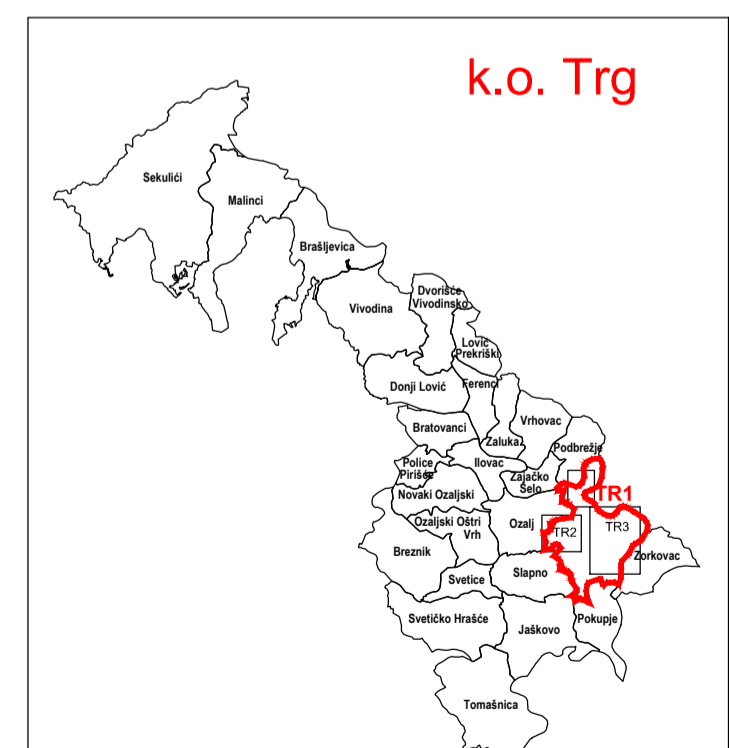 k.o. Trg
Sekulići
Malinci
Brašljevica
Vivodina
Dvorišće
Vivodinsko
Lović
Prekriški
Donji Lović
Ferenci
Vrhovac
Bratovanci
Zaluka
Podbrežje
Police
Pirišće
Ilovac
Zajačko
Selo
Novaki Ozaljski
TR1
Ozaljski Oštri
Vrh
Ozalj
TR2
TR3
Breznik
Zorkovac
Svetice
Slapno
Svetičko Hrašće
Jaškovo
Pokupje
Tomašnica